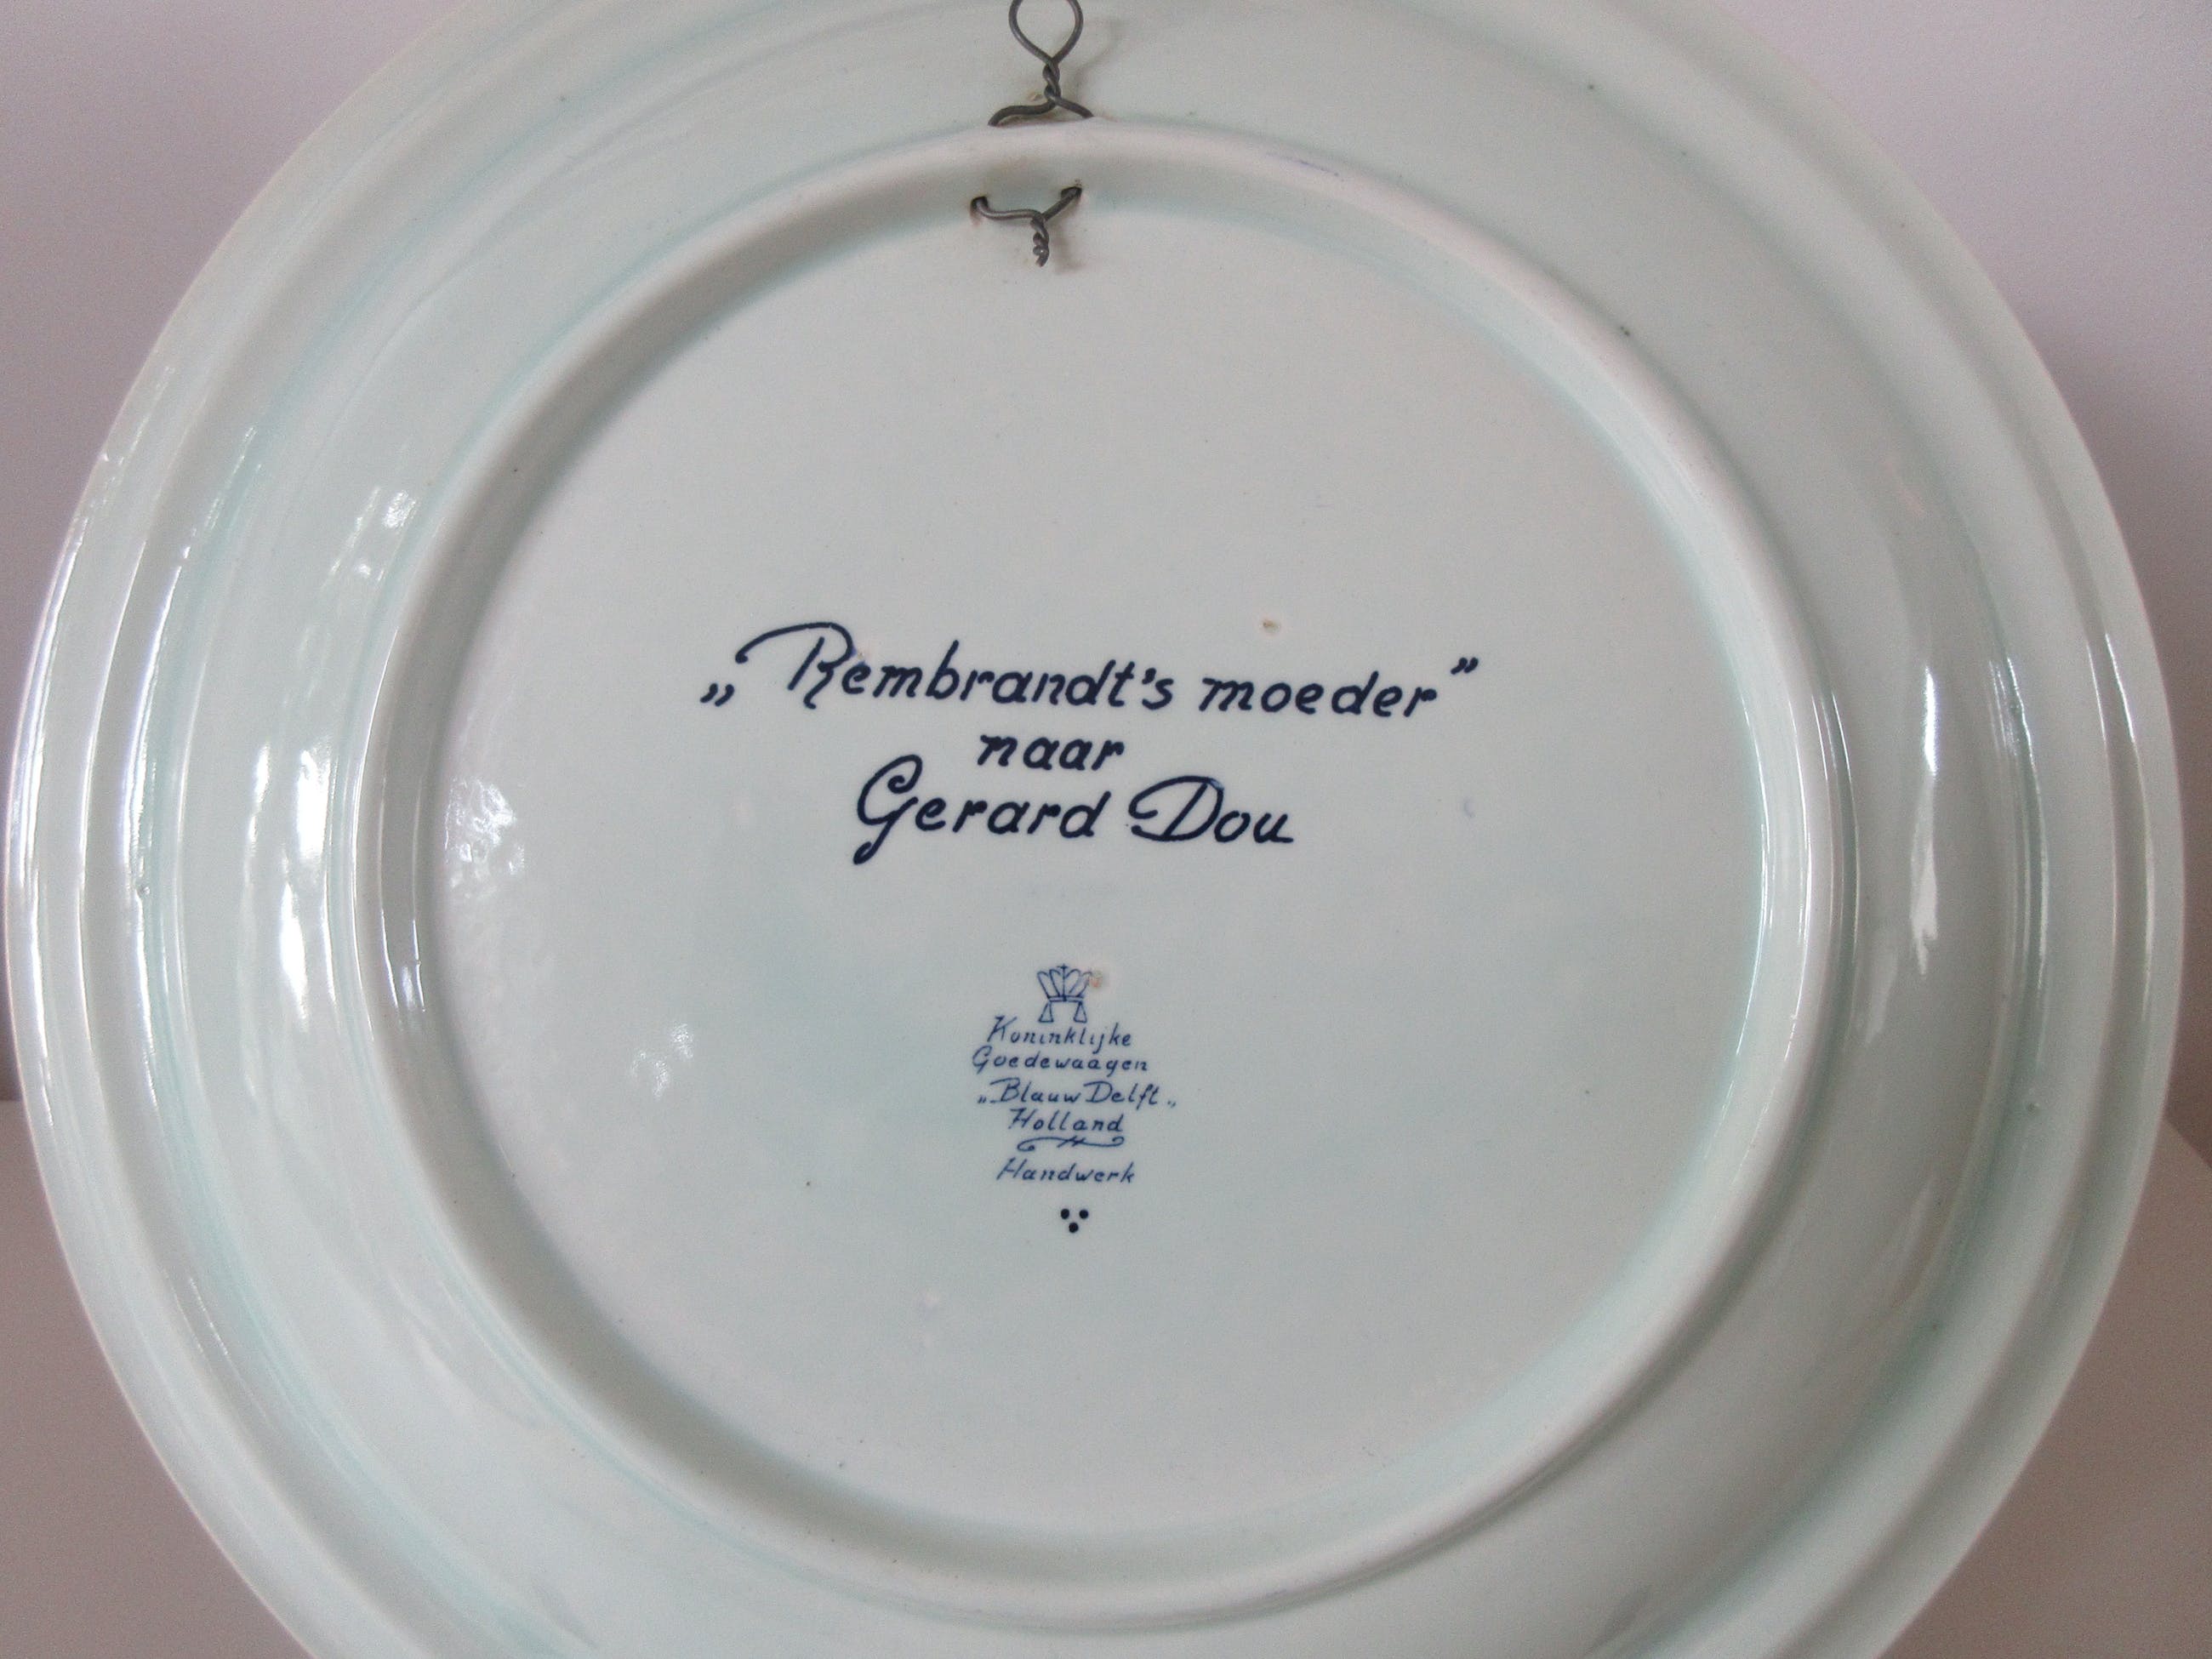 „Rembrandt's moeder”
naar
Gerard Dou
Koninklijke
Goedewaagen
„Blauw Delft„
Holland
Handwerk